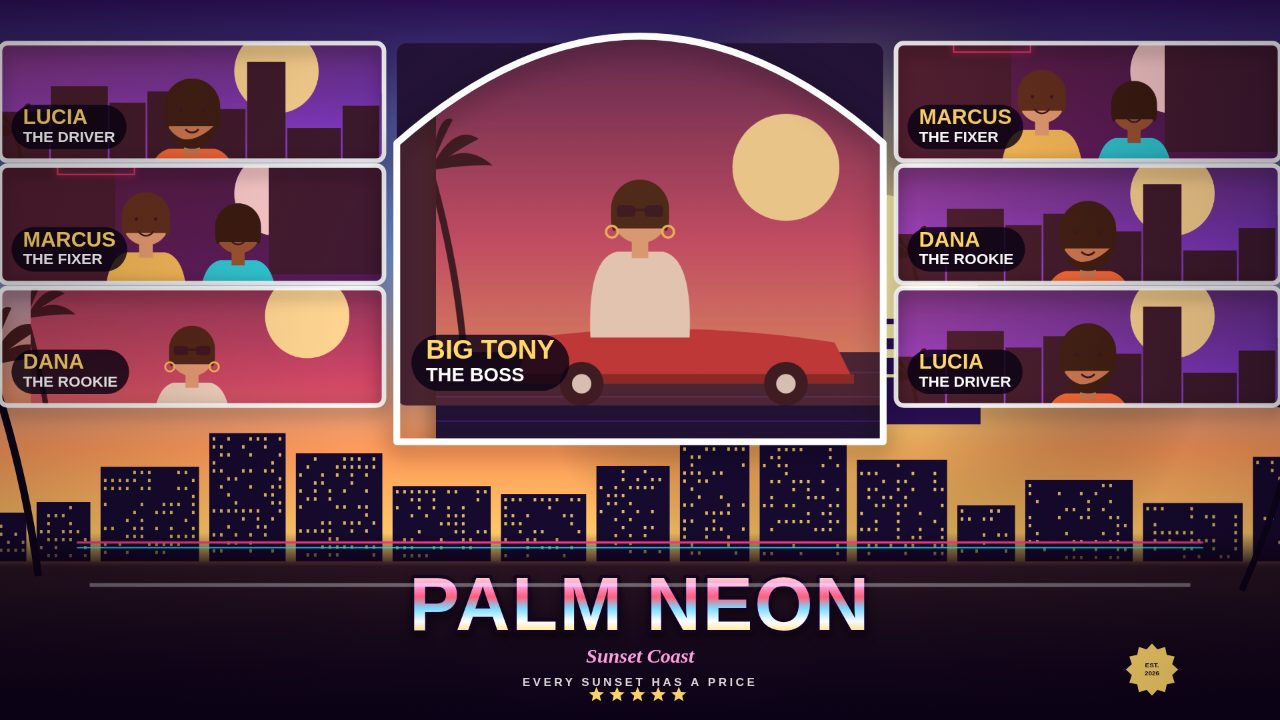 LUCIA
THE DRIVER
MARCUS
THE FIXER
DANA
THE ROOKIE
BIG TONY
THE BOSS
MARCUS
THE FIXER
DANA
THE ROOKIE
LUCIA
THE DRIVER
PALM NEON
Sunset Coast
EVERY SUNSET HAS A PRICE
EST.
2026